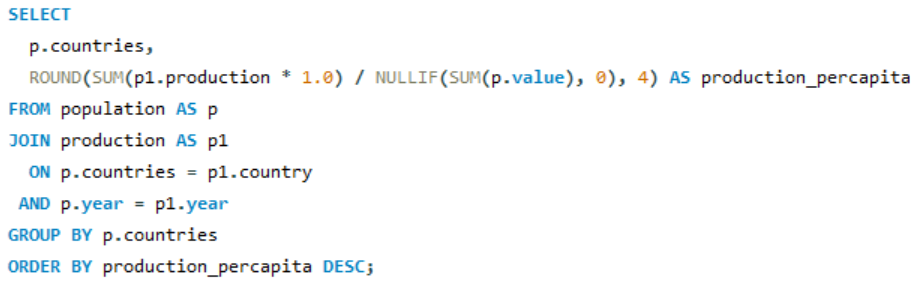 SELECT
p.countries,
ROUND(SUM(p1.production * 1.0) / NULLIF(SUM(p.value), 0), 4) AS production_percapita
FROM population AS p
JOIN production AS p1
ON p.countries = p1.country
AND p.year = p1.year
GROUP BY p.countries
ORDER BY production_percapita DESC;